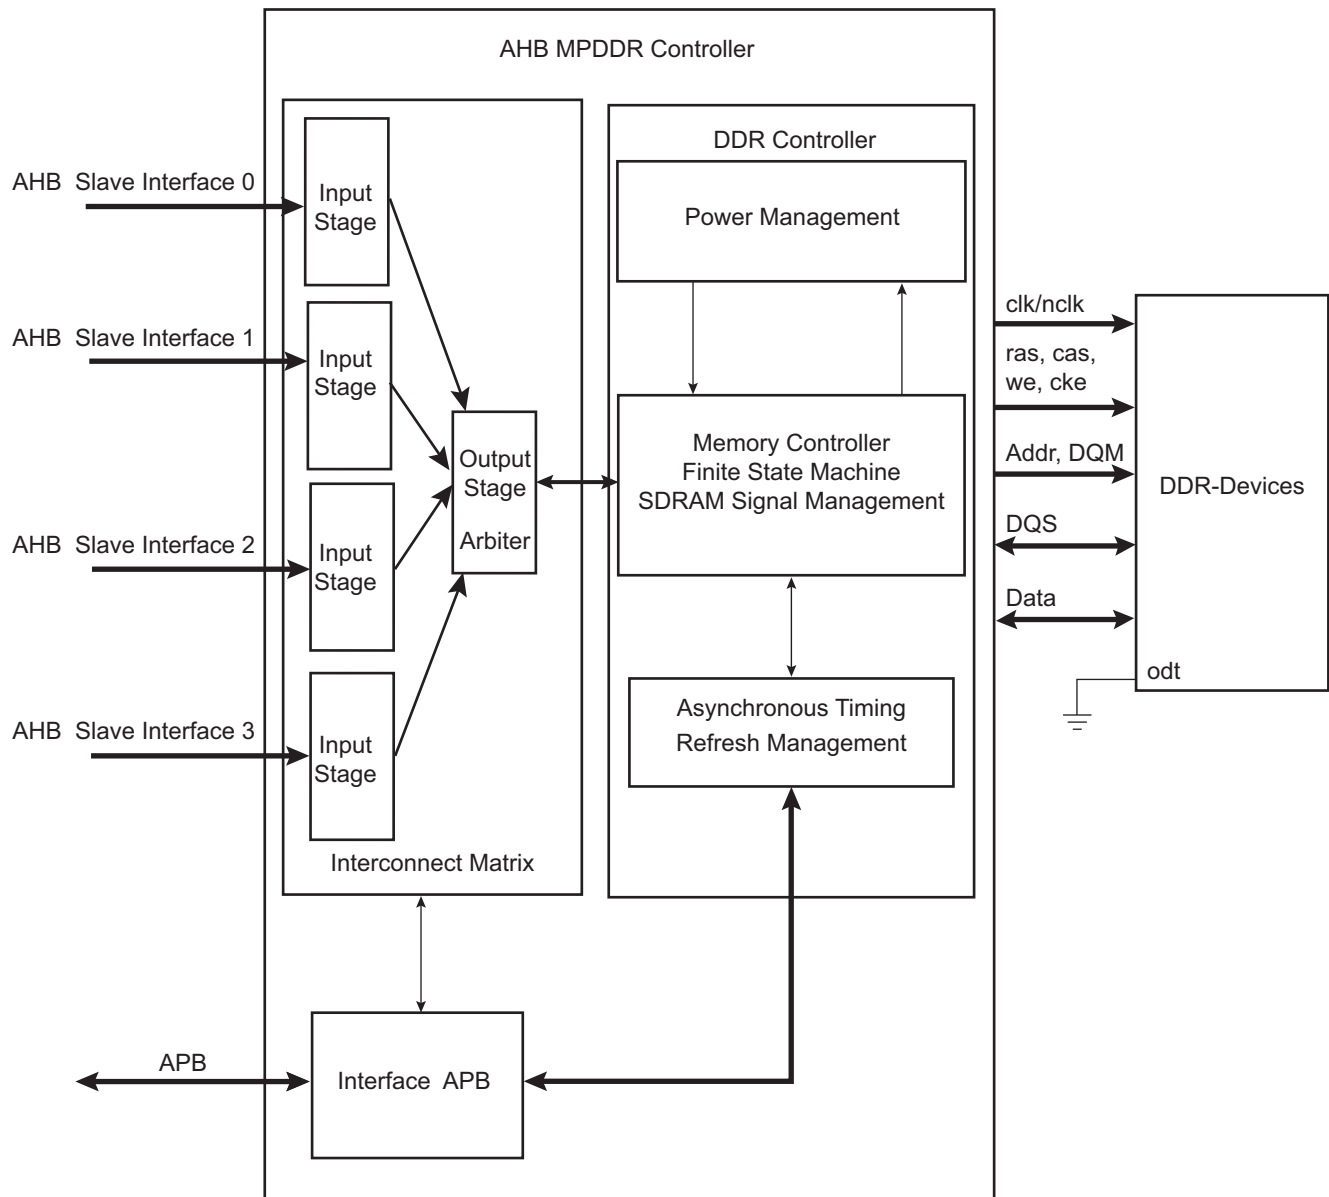 AHB MPDDR Controller
AHB Slave Interface 0
Input
Stage
AHB Slave Interface 1
Input
Stage
AHB Slave Interface 2
Input
Stage
AHB Slave Interface 3
Input
Stage
Output
Stage
Arbiter
Interconnect Matrix
DDR Controller
Power Management
Memory Controller
Finite State Machine
SDRAM Signal Management
Asynchronous Timing
Refresh Management
clk/nclk
ras, cas,
we, cke
Addr, DQM
DQS
Data
odt
DDR-Devices
APB
Interface APB